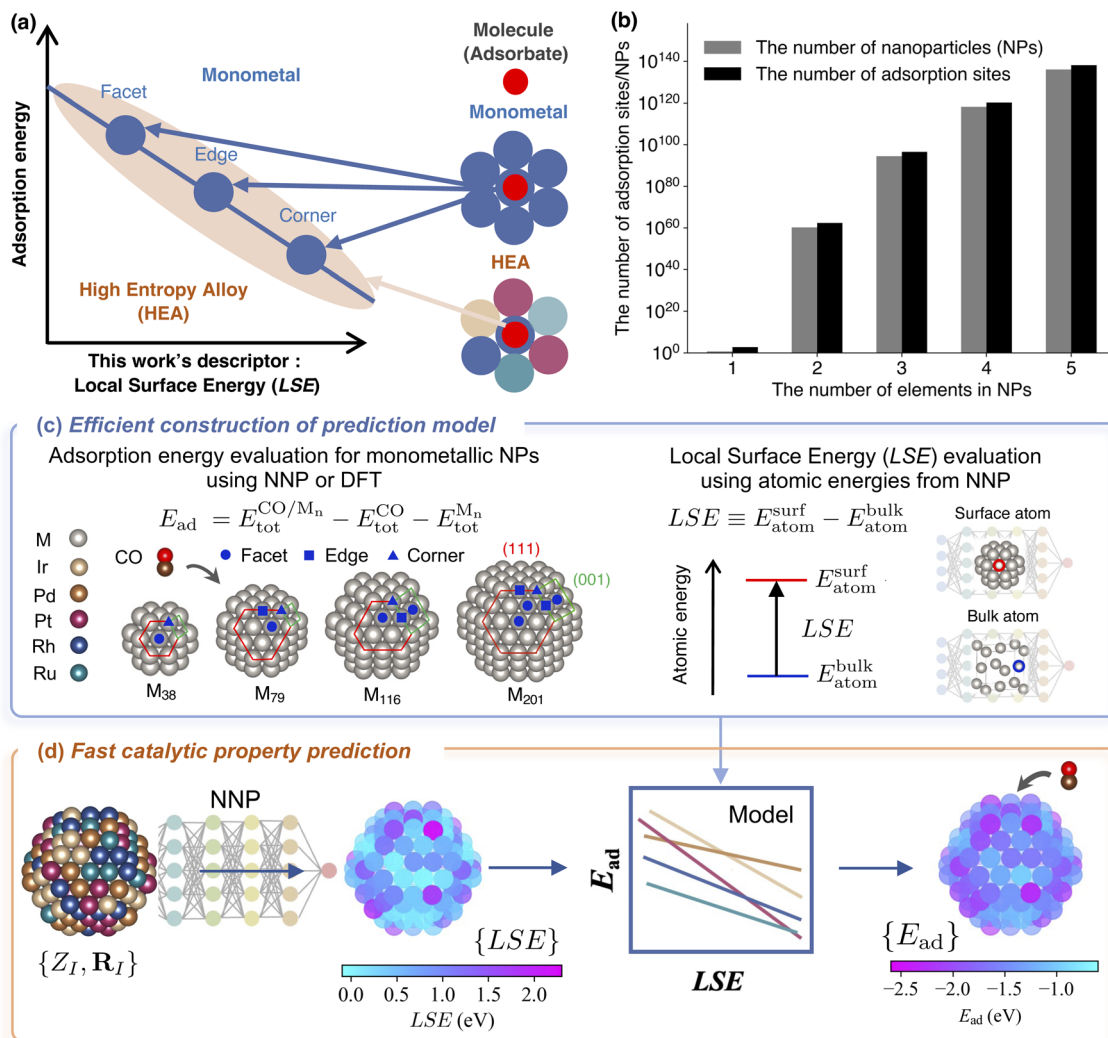 (a)
Adsorption energy
Monometal
Facet
Edge
Corner
High Entropy Alloy
(HEA)
This work's descriptor :
Local Surface Energy (LSE)
Molecule
(Adsorbate)
Monometal
HEA
(b)
The number of adsorption sites/NPs
The number of nanoparticles (NPs)
The number of adsorption sites
10^140
10^120
10^100
10^80
10^60
10^40
10^20
10^0
1 2 3 4 5
The number of elements in NPs
(c) Efficient construction of prediction model
Adsorption energy evaluation for monometallic NPs
using NNP or DFT
E_ad = E_tot^{CO/M_n} − E_tot^{CO} − E_tot^{M_n}
M
Ir
Pd
Pt
Rh
Ru
CO
Facet Edge Corner
(111)
(001)
M_38
M_79
M_116
M_201
Local Surface Energy (LSE) evaluation
using atomic energies from NNP
LSE ≡ E_atom^{surf} − E_atom^{bulk}
Atomic energy
E_atom^{surf}
LSE
E_atom^{bulk}
Surface atom
Bulk atom
(d) Fast catalytic property prediction
{Z_I, R_I}
NNP
{LSE}
0.0 0.5 1.0 1.5 2.0
LSE (eV)
Model
E_ad
LSE
{E_ad}
−2.5 −2.0 −1.5 −1.0
E_ad (eV)